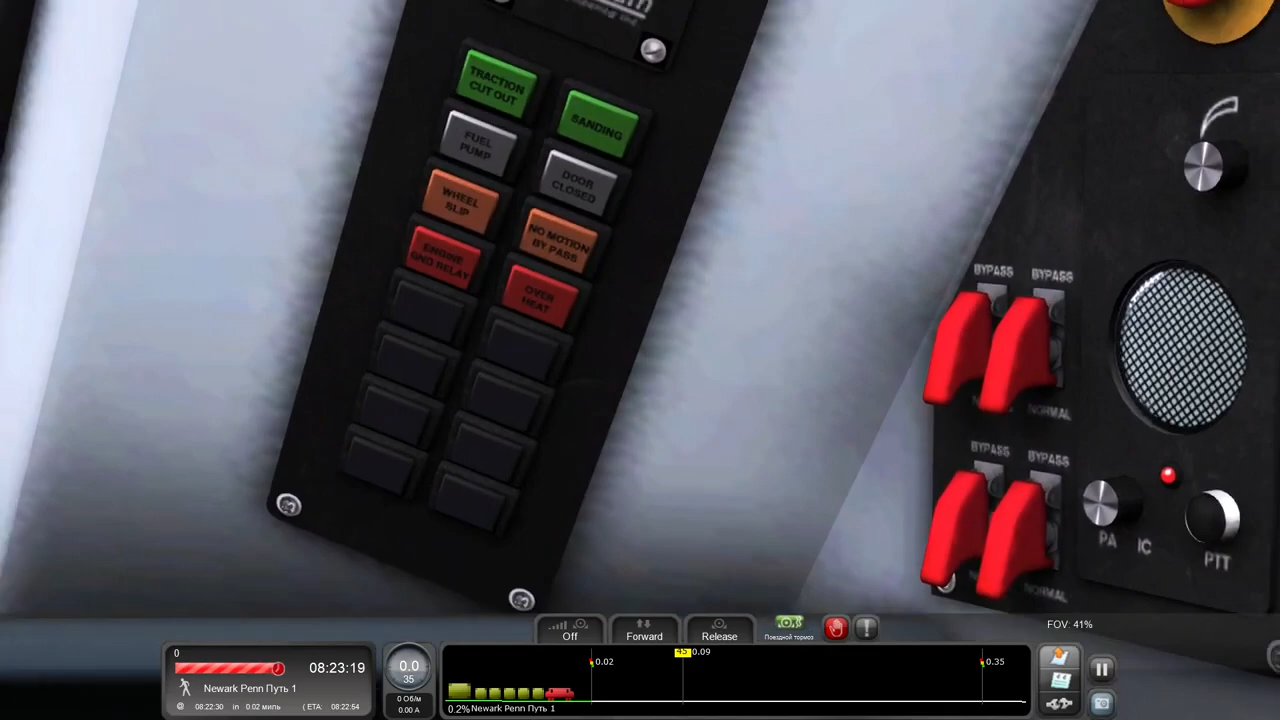 TRACTION
CUT OUT
SANDING
FUEL
PUMP
DOOR
CLOSED
WHEEL
SLIP
NO MOTION
BY PASS
ENGINE
GND RELAY
OVER
HEAT
BYPASS BYPASS
NORMAL
BYPASS BYPASS
NORMAL
PA IC PTT
FOV: 41%
Off Forward Release Поездной тормоз
0
08:23:19
Newark Penn Путь 1
@ 08:22:30 in 0.02 миль ( ETA: 08:22:54
0.0
35
0 Об/м
0.00 A
0.02 45 0.09 0.35
0.2% Newark Penn Путь 1